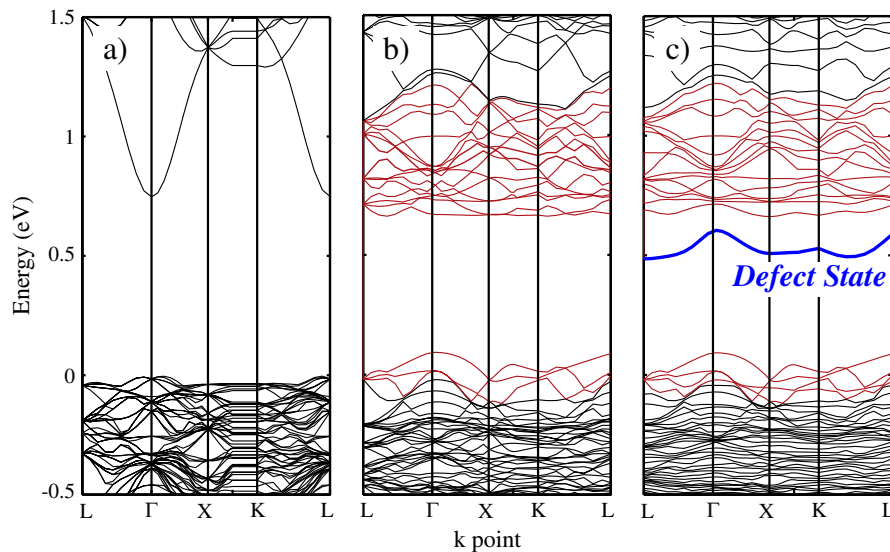 a)
b)
c)
1.5
1
0.5
0
-0.5
Energy (eV)
Defect State
L Γ X K L
L Γ X K L
L Γ X K L
k point